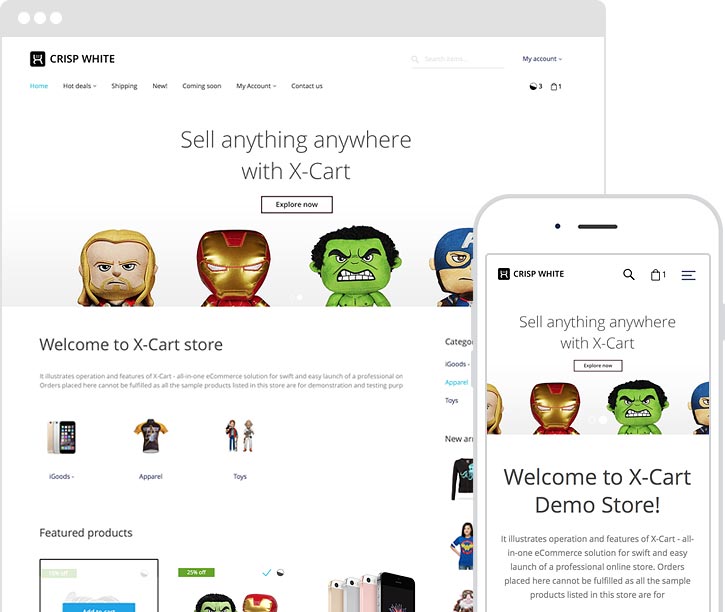 CRISP WHITE
Search items...
My account
Home Hot deals Shipping New! Coming soon My Account Contact us
3 1
Sell anything anywhere
with X-Cart
Explore now
Welcome to X-Cart store
It illustrates operation and features of X-Cart - all-in-one eCommerce solution for swift and easy launch of a professional on
Orders placed here cannot be fulfilled as all the sample products listed in this store are for demonstration and testing purp
iGoods -
Apparel
Toys
Featured products
15% off
25% off
Add to cart
Catego
iGoods -
Apparel
Toys
New arr
CRISP WHITE
1
Sell anything anywhere
with X-Cart
Explore now
Welcome to X-Cart
Demo Store!
It illustrates operation and features of X-Cart - all-
in-one eCommerce solution for swift and easy
launch of a professional online store. Orders
placed here cannot be fulfilled as all the sample
products listed in this store are for